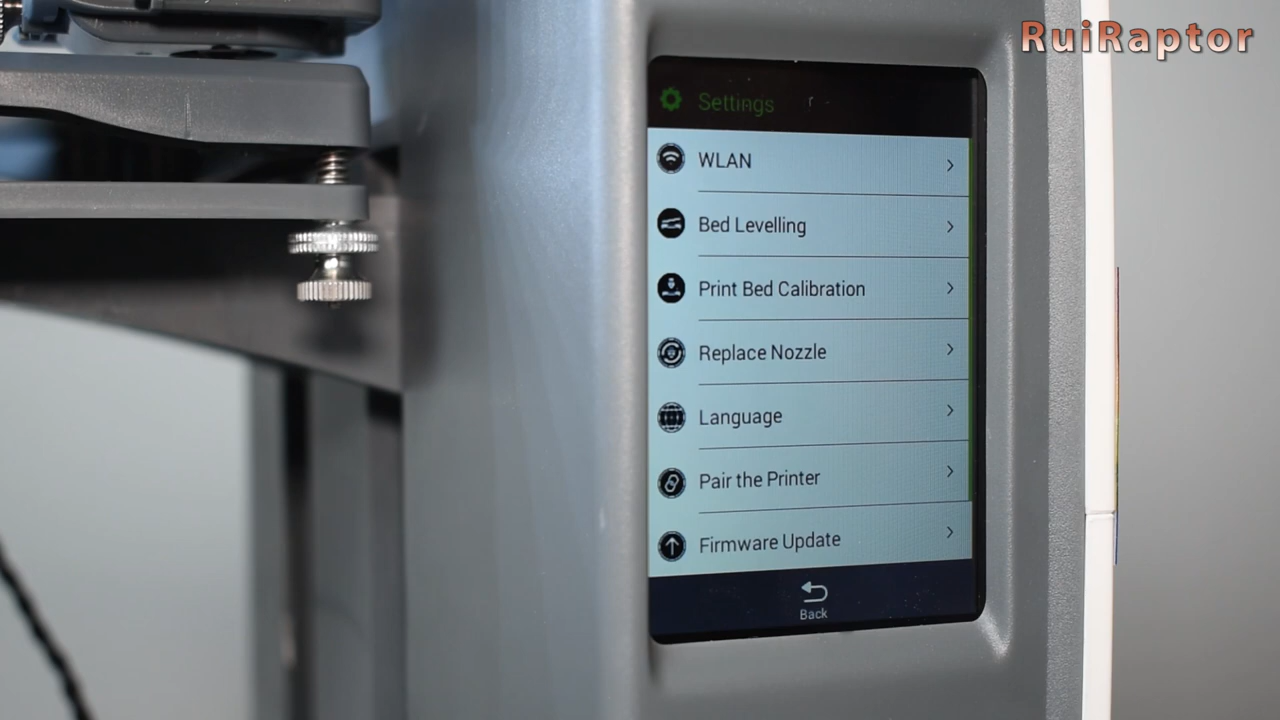 RuiRaptor
Settings
WLAN
Bed Levelling
Print Bed Calibration
Replace Nozzle
Language
Pair the Printer
Firmware Update
Back